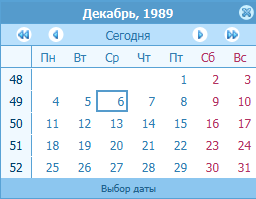 Декабрь, 1989
Сегодня
Пн Вт Ср Чт Пт Сб Вс
48 1 2 3
49 4 5 6 7 8 9 10
50 11 12 13 14 15 16 17
51 18 19 20 21 22 23 24
52 25 26 27 28 29 30 31
Выбор даты